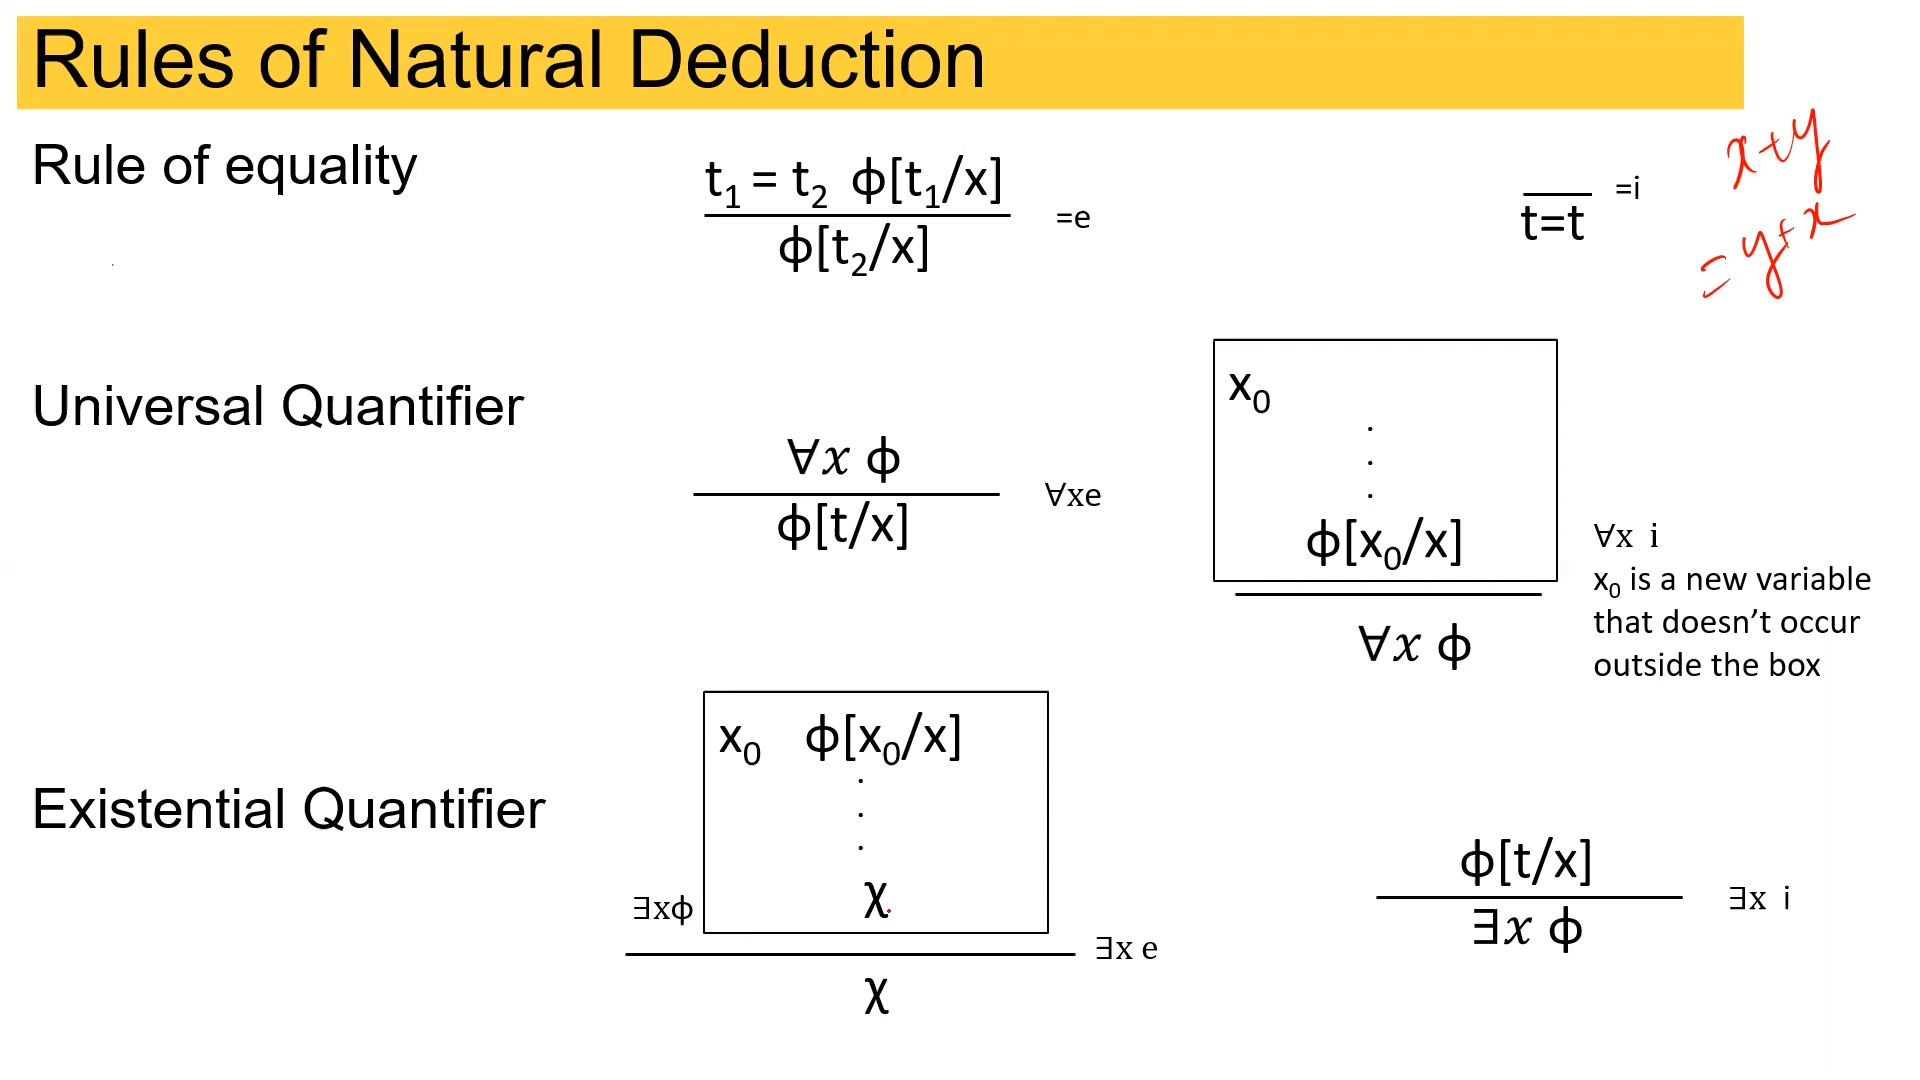 Rules of Natural Deduction
Rule of equality
t₁ = t₂ ϕ[t₁/x]
ϕ[t₂/x]
=e
t=t
=i
x+y
= y+x
Universal Quantifier
∀x ϕ
ϕ[t/x]
∀xe
x₀
.
.
.
ϕ[x₀/x]
∀x ϕ
∀x i
x₀ is a new variable
that doesn’t occur
outside the box
Existential Quantifier
x₀ ϕ[x₀/x]
.
.
.
χ
∃xϕ
χ
∃x e
ϕ[t/x]
∃x ϕ
∃x i